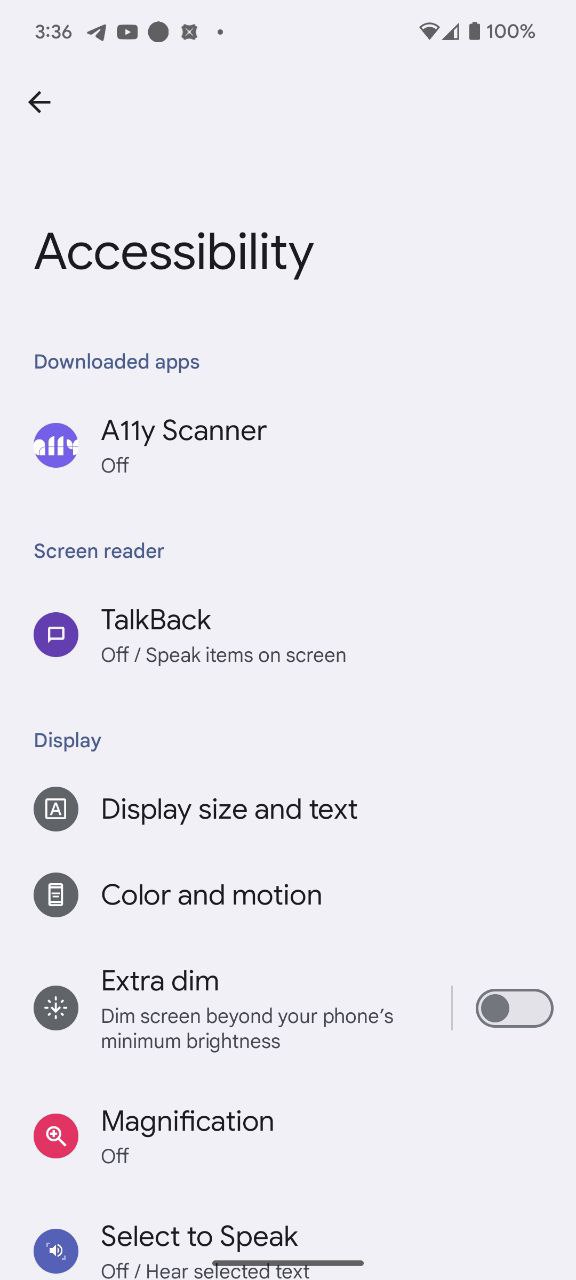 3:36
100%
Accessibility
Downloaded apps
A11y Scanner
Off
Screen reader
TalkBack
Off / Speak items on screen
Display
Display size and text
Color and motion
Extra dim
Dim screen beyond your phone’s
minimum brightness
Magnification
Off
Select to Speak
Off / Hear selected text